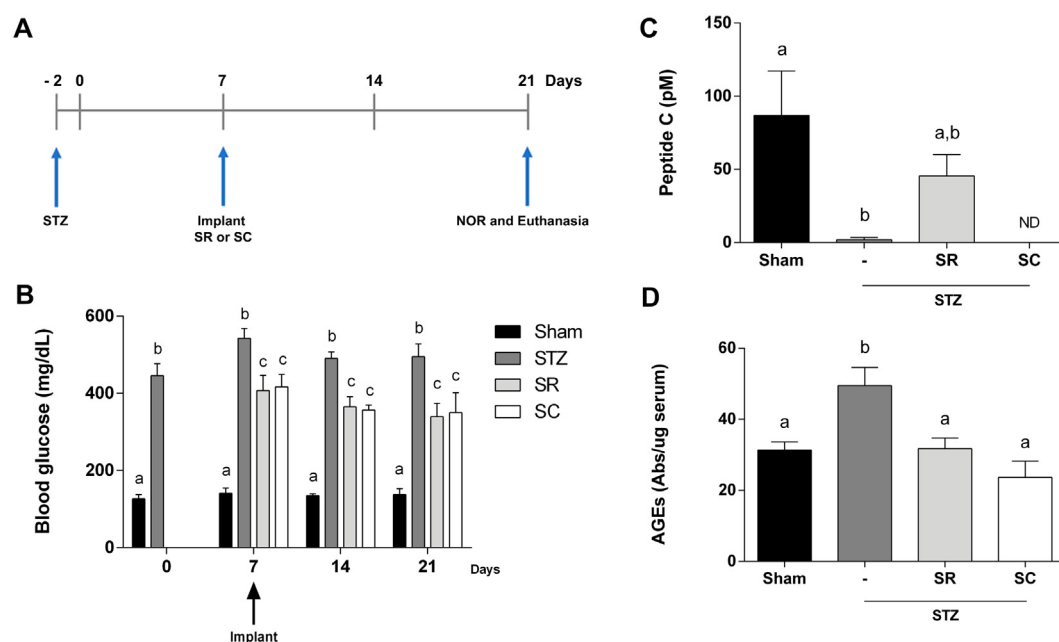 A
- 2 0 7 14 21 Days
STZ
Implant
SR or SC
NOR and Euthanasia
B
Blood glucose (mg/dL)
600
400
200
0
a b
a b c c
a b c c
a b c c
0 7 14 21 Days
Implant
Sham
STZ
SR
SC
C
Peptide C (pM)
150
100
50
0
a
b
a,b
ND
Sham - SR SC
STZ
D
AGEs (Abs/ug serum)
60
40
20
0
a
b
a
a
Sham - SR SC
STZ